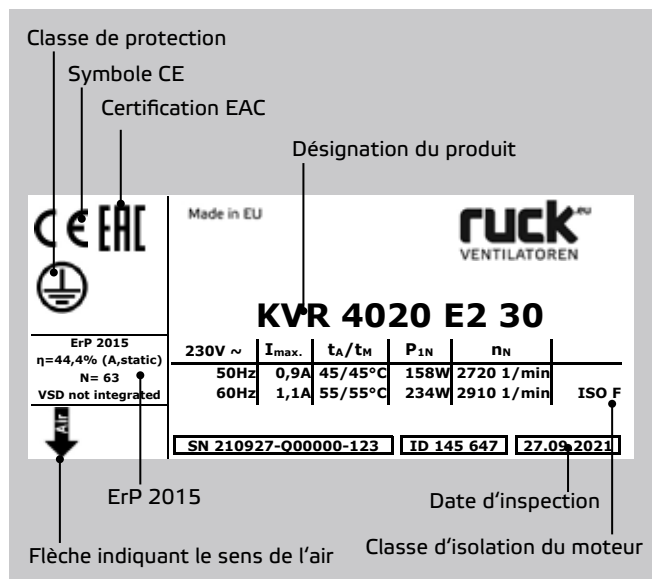 Classe de protection
Symbole CE
Certification EAC
Désignation du produit
CE EAC
Made in EU
ruck.eu
VENTILATOREN
KVR 4020 E2 30
ErP 2015
η=44,4% (A,static)
N= 63
VSD not integrated
230V ~ Imax. tA/tM P1N nN
50Hz 0,9A 45/45°C 158W 2720 1/min
60Hz 1,1A 55/55°C 234W 2910 1/min ISO F
Air
SN 210927-Q00000-123 ID 145 647 27.09.2021
ErP 2015
Date d'inspection
Flèche indiquant le sens de l'air
Classe d'isolation du moteur